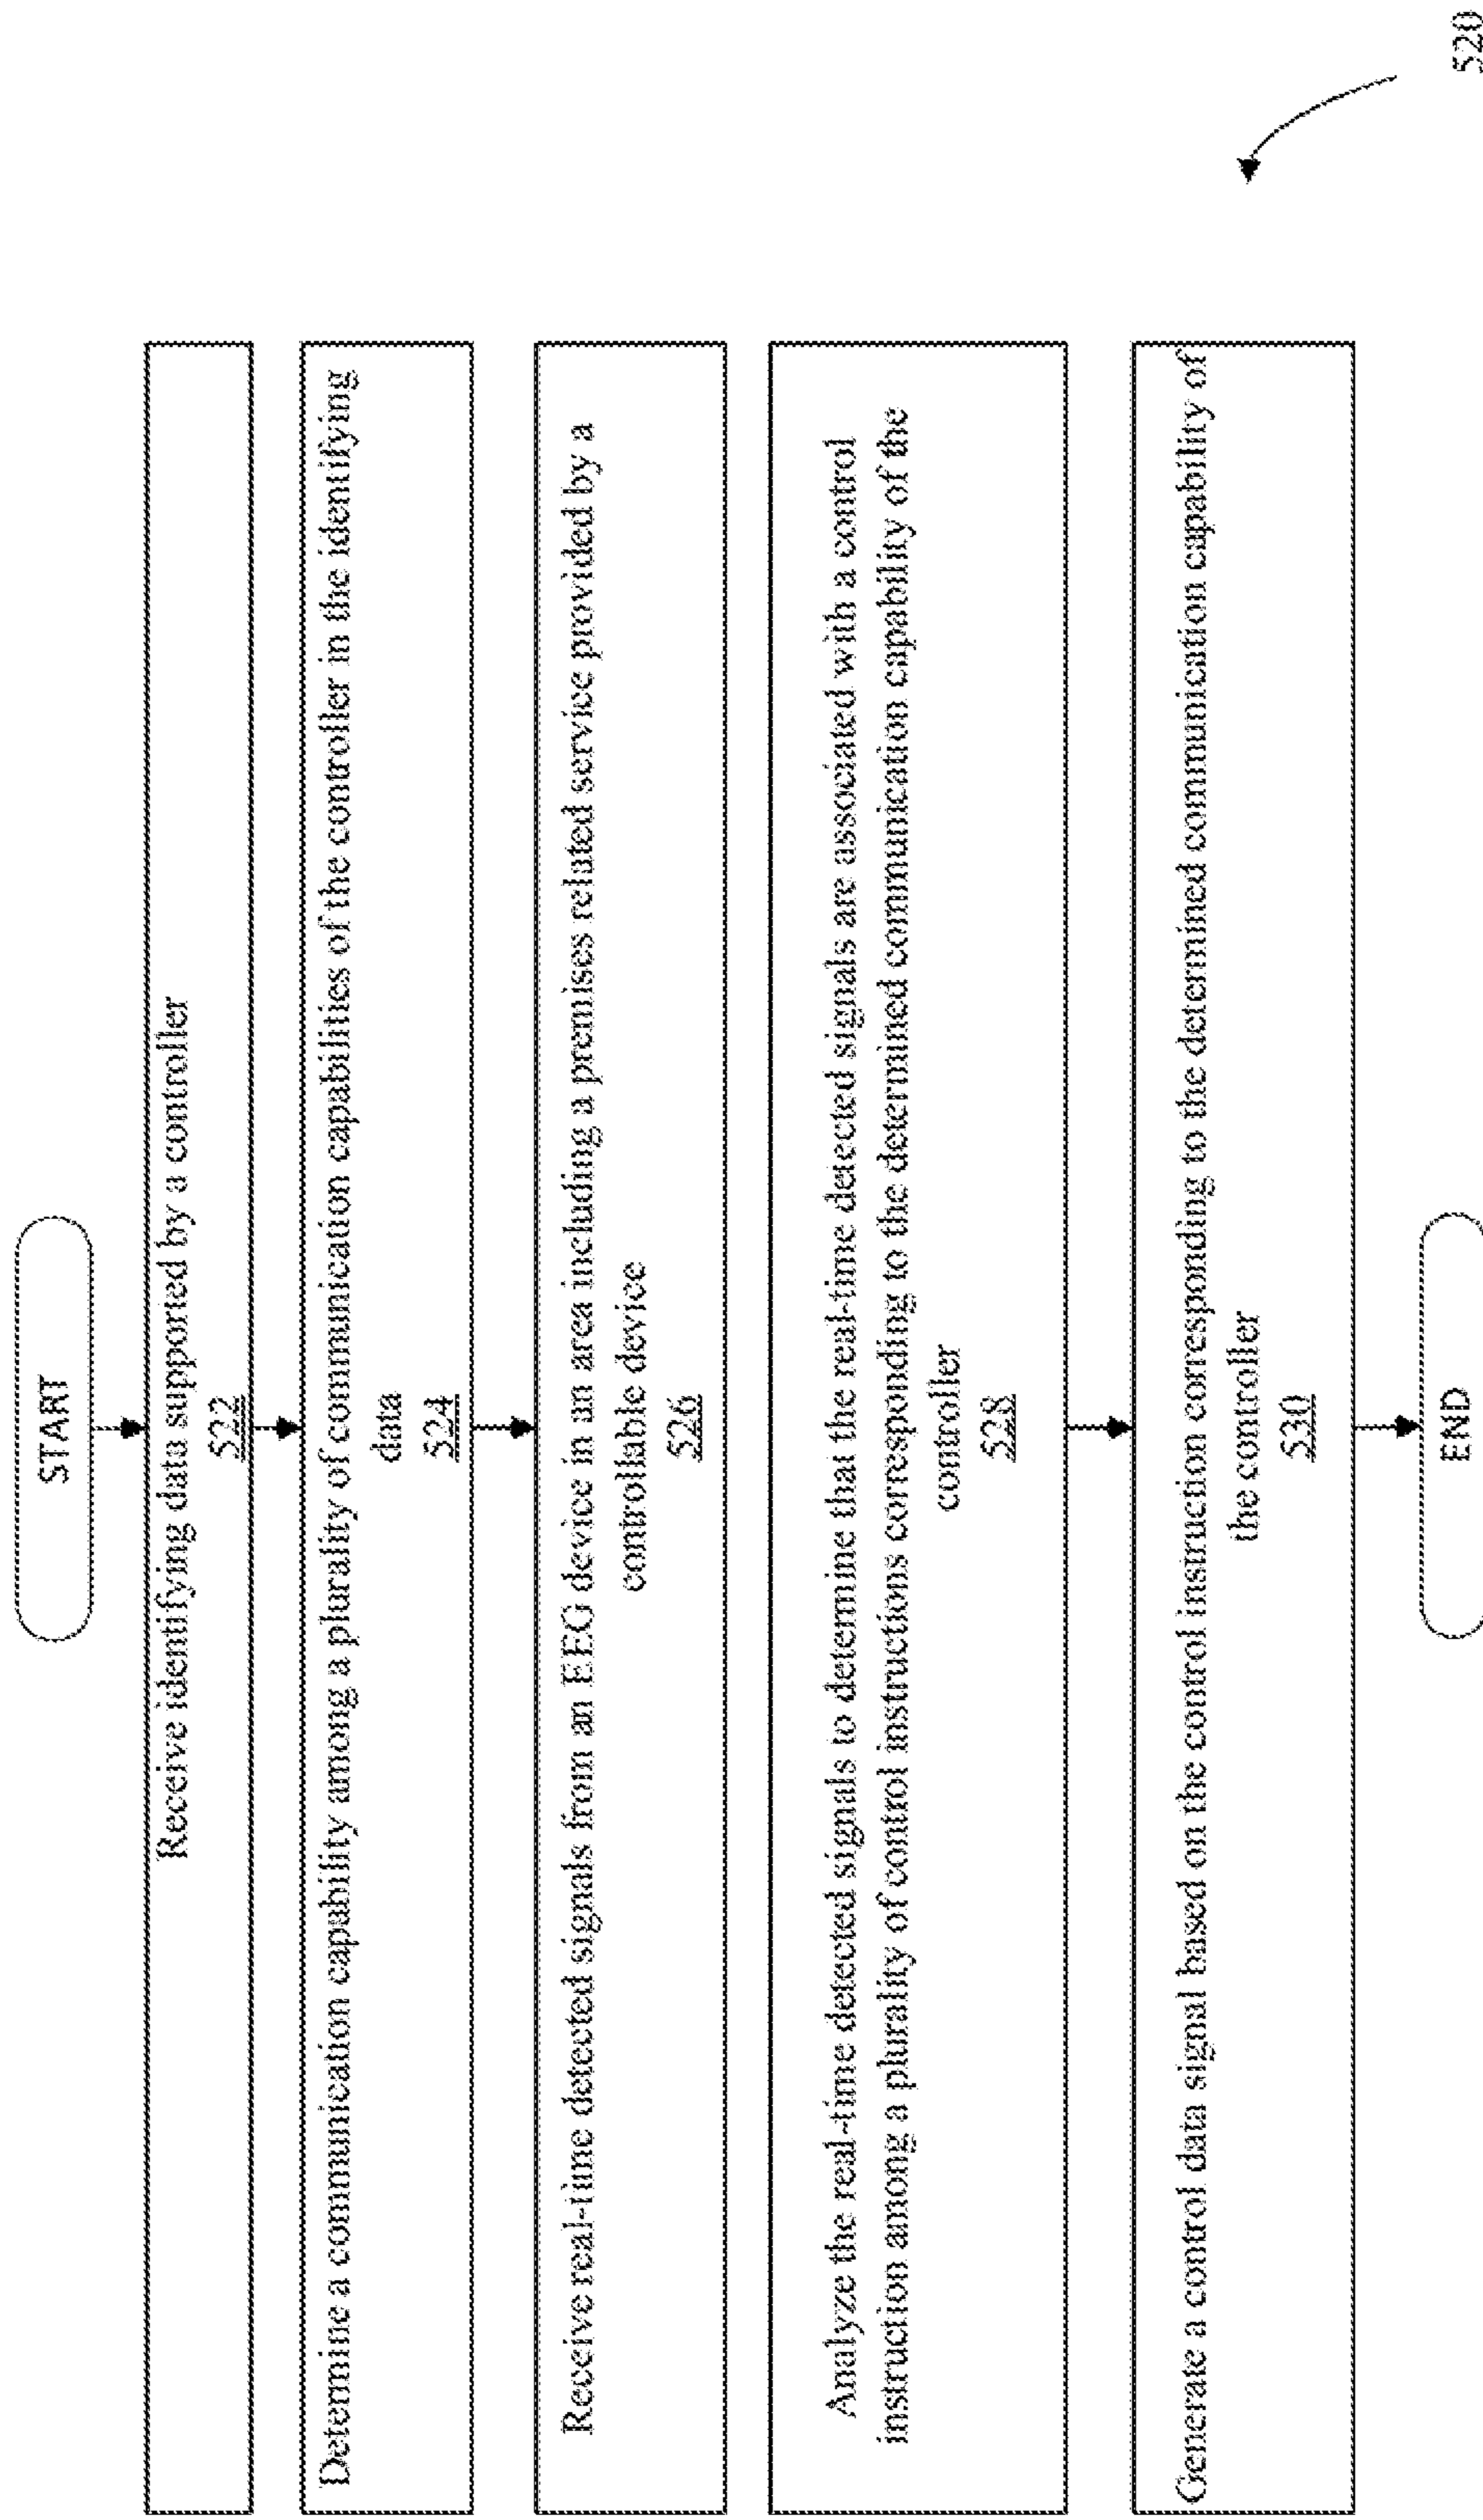 START
Receive identifying data supported by a controller
522
Determine a communication capability among a plurality of communication capabilities of the controller in the identifying
data
524
Receive real-time detected signals from an EEG device in an area including a premises related service provided by a
controllable device
526
Analyze the real-time detected signals to determine that the real-time detected signals are associated with a control
instruction among a plurality of control instructions corresponding to the determined communication capability of the
controller
528
Generate a control data signal based on the control instruction corresponding to the determined communication capability of
the controller
530
END
520